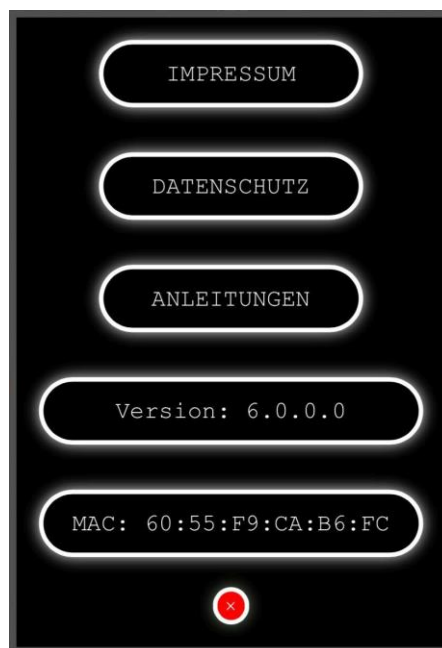 IMPRESSUM
DATENSCHUTZ
ANLEITUNGEN
Version: 6.0.0.0
MAC: 60:55:F9:CA:B6:FC
×